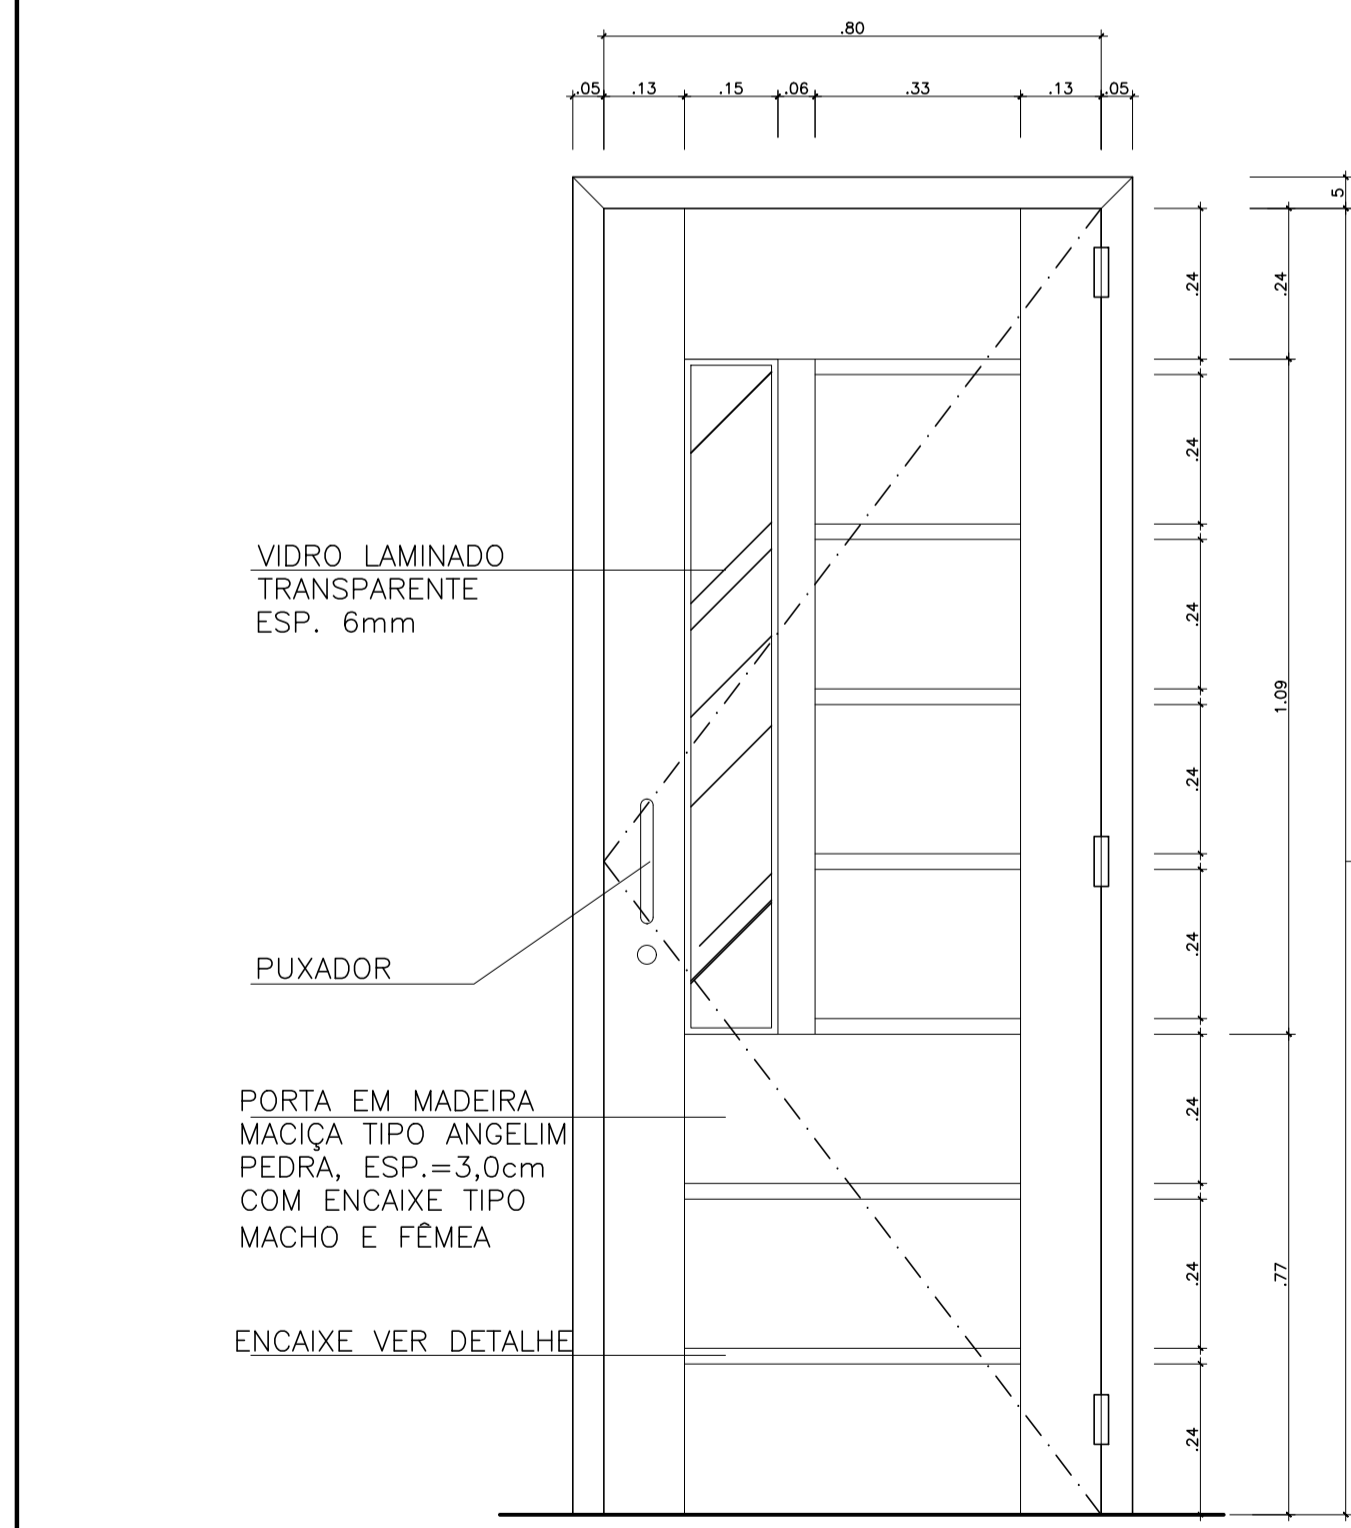 .80
.05 .13 .15 .06 .33 .13 .05
5
.24 .24
.24
VIDRO LAMINADO
TRANSPARENTE
ESP. 6mm
.24
1.09
.24
.24
PUXADOR
PORTA EM MADEIRA
MACIÇA TIPO ANGELIM
PEDRA, ESP.=3,0cm
COM ENCAIXE TIPO
MACHO E FÊMEA
.24
.24 .77
ENCAIXE VER DETALHE
.24